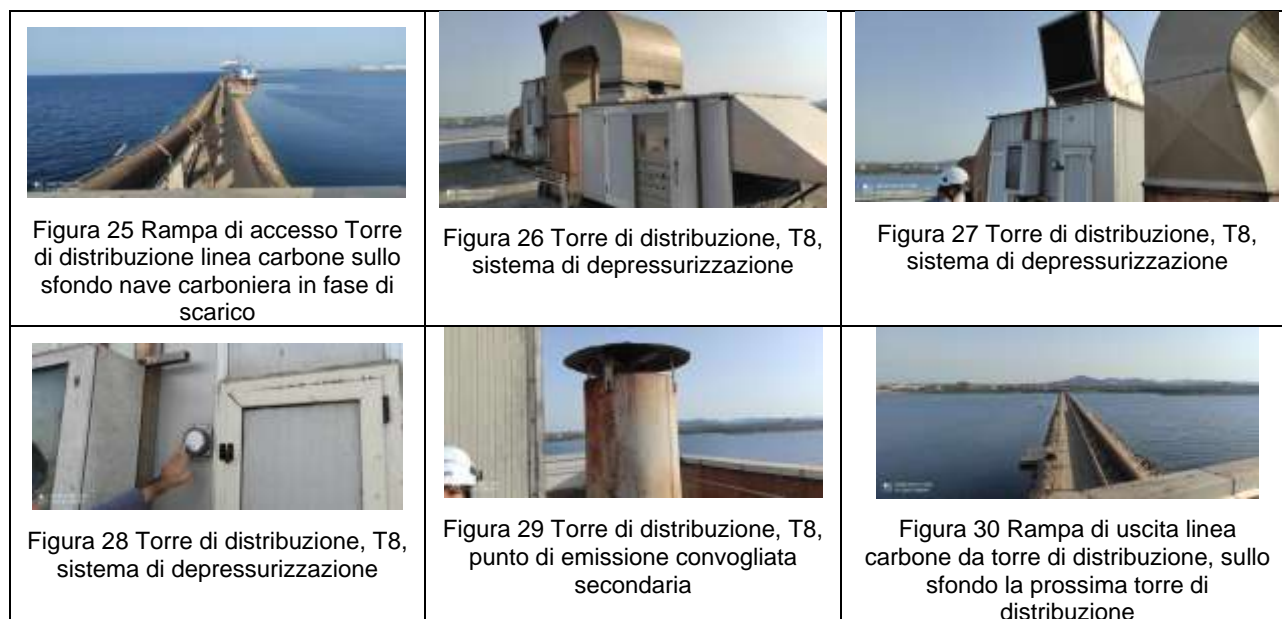 Figura 25 Rampa di accesso Torre
di distribuzione linea carbone sullo
sfondo nave carboniera in fase di
scarico
Figura 26 Torre di distribuzione, T8,
sistema di depressurizzazione
Figura 27 Torre di distribuzione, T8,
sistema di depressurizzazione
Figura 28 Torre di distribuzione, T8,
sistema di depressurizzazione
Figura 29 Torre di distribuzione, T8,
punto di emissione convogliata
secondaria
Figura 30 Rampa di uscita linea
carbone da torre di distribuzione, sullo
sfondo la prossima torre di
distribuzione